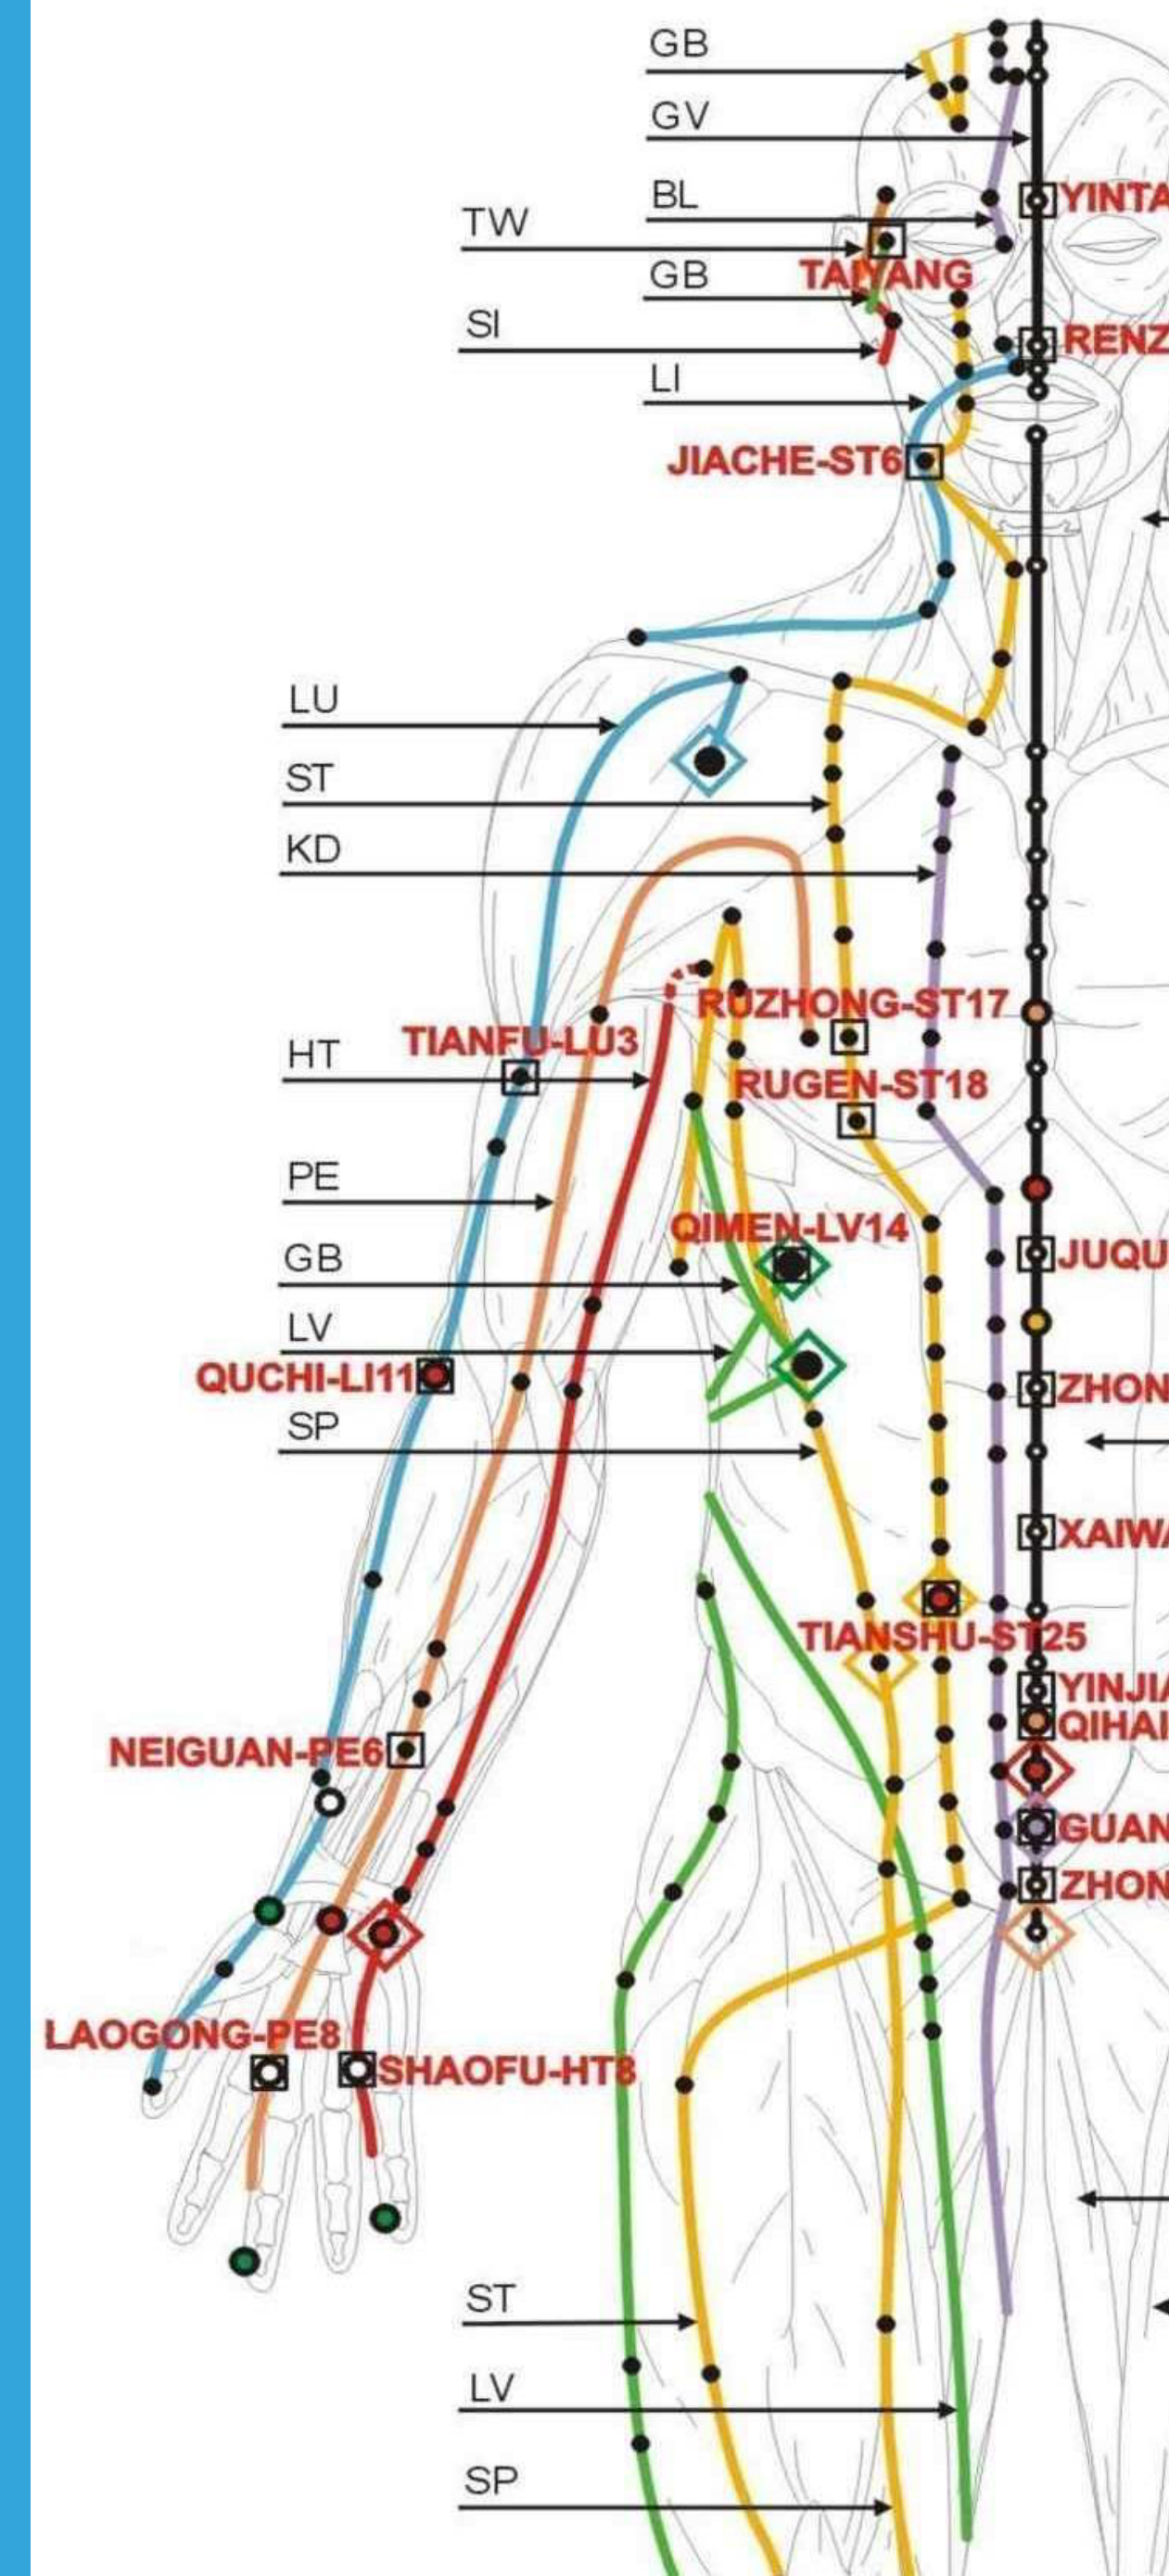 GB
GV
BL
YINTA
TW
TAIYANG
GB
SI
RENZ
LI
JIACHE-ST6
LU
ST
KD
RUZHONG-ST17
TIANFU-LU3
HT
RUGEN-ST18
PE
QIMEN-LV14
GB
JUQU
LV
QUCHI-LI11
ZHON
SP
XAIWA
TIANSHU-ST25
YINJIA
QIHAI
NEIGUAN-PE6
GUAN
ZHON
LAOGONG-PE8
SHAOFU-HT8
ST
LV
SP